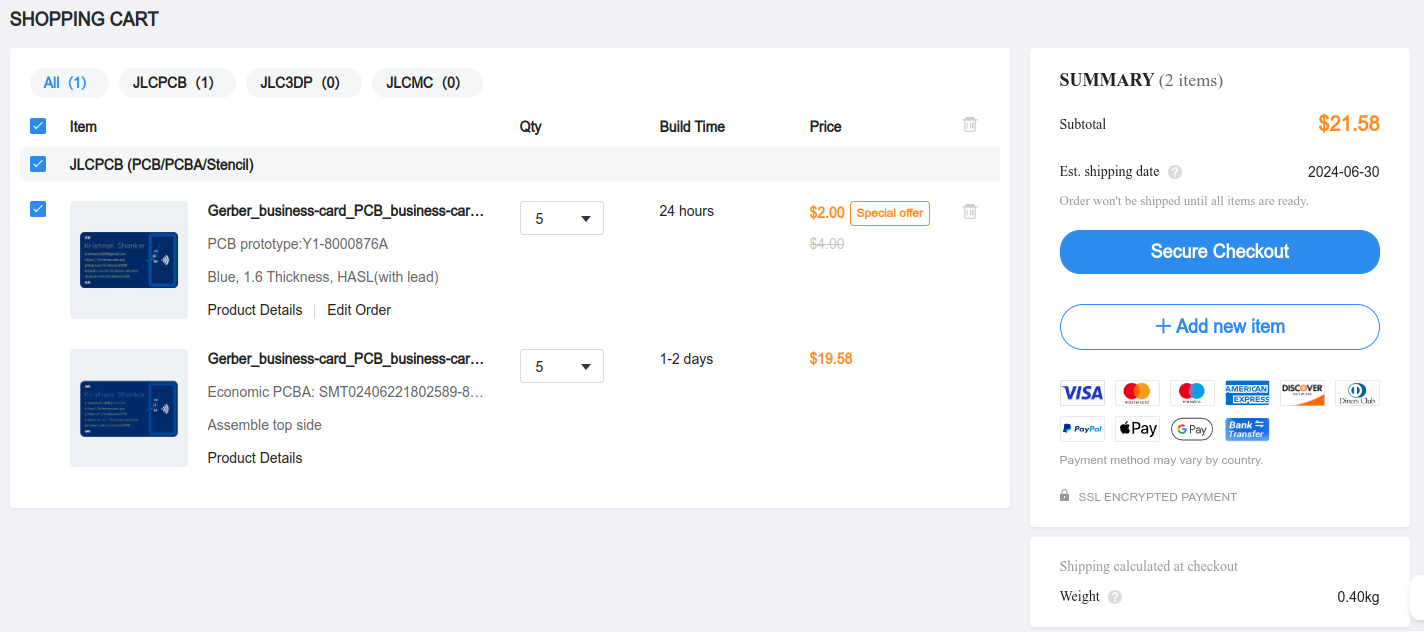 SHOPPING CART
All (1) JLCPCB (1) JLC3DP (0) JLCMC (0)
Item Qty Build Time Price
JLCPCB (PCB/PCBA/Stencil)
Gerber_business-card_PCB_business-car... 5 24 hours $2.00 Special offer
PCB prototype:Y1-8000876A $4.00
Blue, 1.6 Thickness, HASL(with lead)
Product Details Edit Order
Krishnan Shankar
Gerber_business-card_PCB_business-car... 5 1-2 days $19.58
Economic PCBA: SMT02406221802589-8...
Assemble top side
Product Details
Krishnan Shankar
SUMMARY (2 items)
Subtotal $21.58
Est. shipping date ? 2024-06-30
Order won't be shipped until all items are ready.
Secure Checkout
+ Add new item
VISA mastercard maestro AMERICAN EXPRESS DISCOVER NETWORK Diners Club
PayPal Pay G Pay Bank Transfer
Payment method may vary by country.
SSL ENCRYPTED PAYMENT
Shipping calculated at checkout
Weight ? 0.40kg